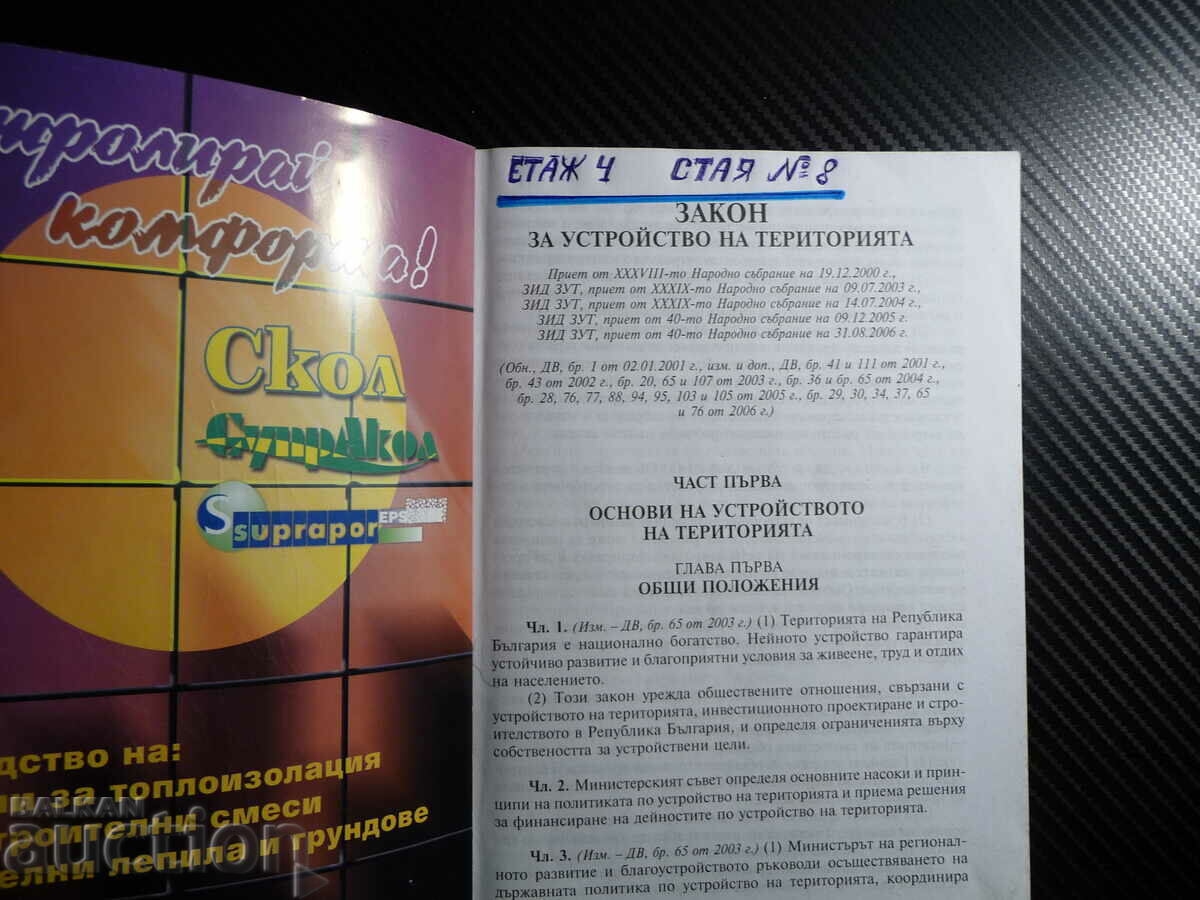 комфорта!
Скол
СупрАкол
S suprapor EPS
на:
за топлоизолация
смеси
лепила и грундове
BALKAN
auction
ЕТАЖ 4 СТАЯ № 8
ЗАКОН
ЗА УСТРОЙСТВО НА ТЕРИТОРИЯТА
Приет от XXXVIII-то Народно събрание на 19.12.2000 г.,
ЗИД ЗУТ, приет от XXXIX-то Народно събрание на 09.07.2003 г.,
ЗИД ЗУТ, приет от XXXIX-то Народно събрание на 14.07.2004 г.,
ЗИД ЗУТ, приет от 40-то Народно събрание на 09.12.2005 г.
ЗИД ЗУТ, приет от 40-то Народно събрание на 31.08.2006 г.
(Обн., ДВ, бр. 1 от 02.01.2001 г., изм. и доп., ДВ, бр. 41 и 111 от 2001 г.,
бр. 43 от 2002 г., бр. 20, 65 и 107 от 2003 г., бр. 36 и бр. 65 от 2004 г.,
бр. 28, 76, 77, 88, 94, 95, 103 и 105 от 2005 г., бр. 29, 30, 34, 37, 65
и 76 от 2006 г.)
ЧАСТ ПЪРВА
ОСНОВИ НА УСТРОЙСТВОТО
НА ТЕРИТОРИЯТА
ГЛАВА ПЪРВА
ОБЩИ ПОЛОЖЕНИЯ
Чл. 1. (Изм. – ДВ, бр. 65 от 2003 г.) (1) Територията на Република
България е национално богатство. Нейното устройство гарантира
устойчиво развитие и благоприятни условия за живеене, труд и отдих
на населението.
(2) Този закон урежда обществените отношения, свързани с
устройството на територията, инвестиционното проектиране и стро-
ителството в Република България, и определя ограниченията върху
собствеността за устройствени цели.
Чл. 2. Министерският съвет определя основните насоки и прин-
ципи на политиката по устройство на територията и приема решения
за финансиране на дейностите по устройство на територията.
Чл. 3. (Изм. – ДВ, бр. 65 от 2003 г.) (1) Министърът на регионал-
ното развитие и благоустройството ръководи осъществяването на
държавната политика по устройство на територията, координира